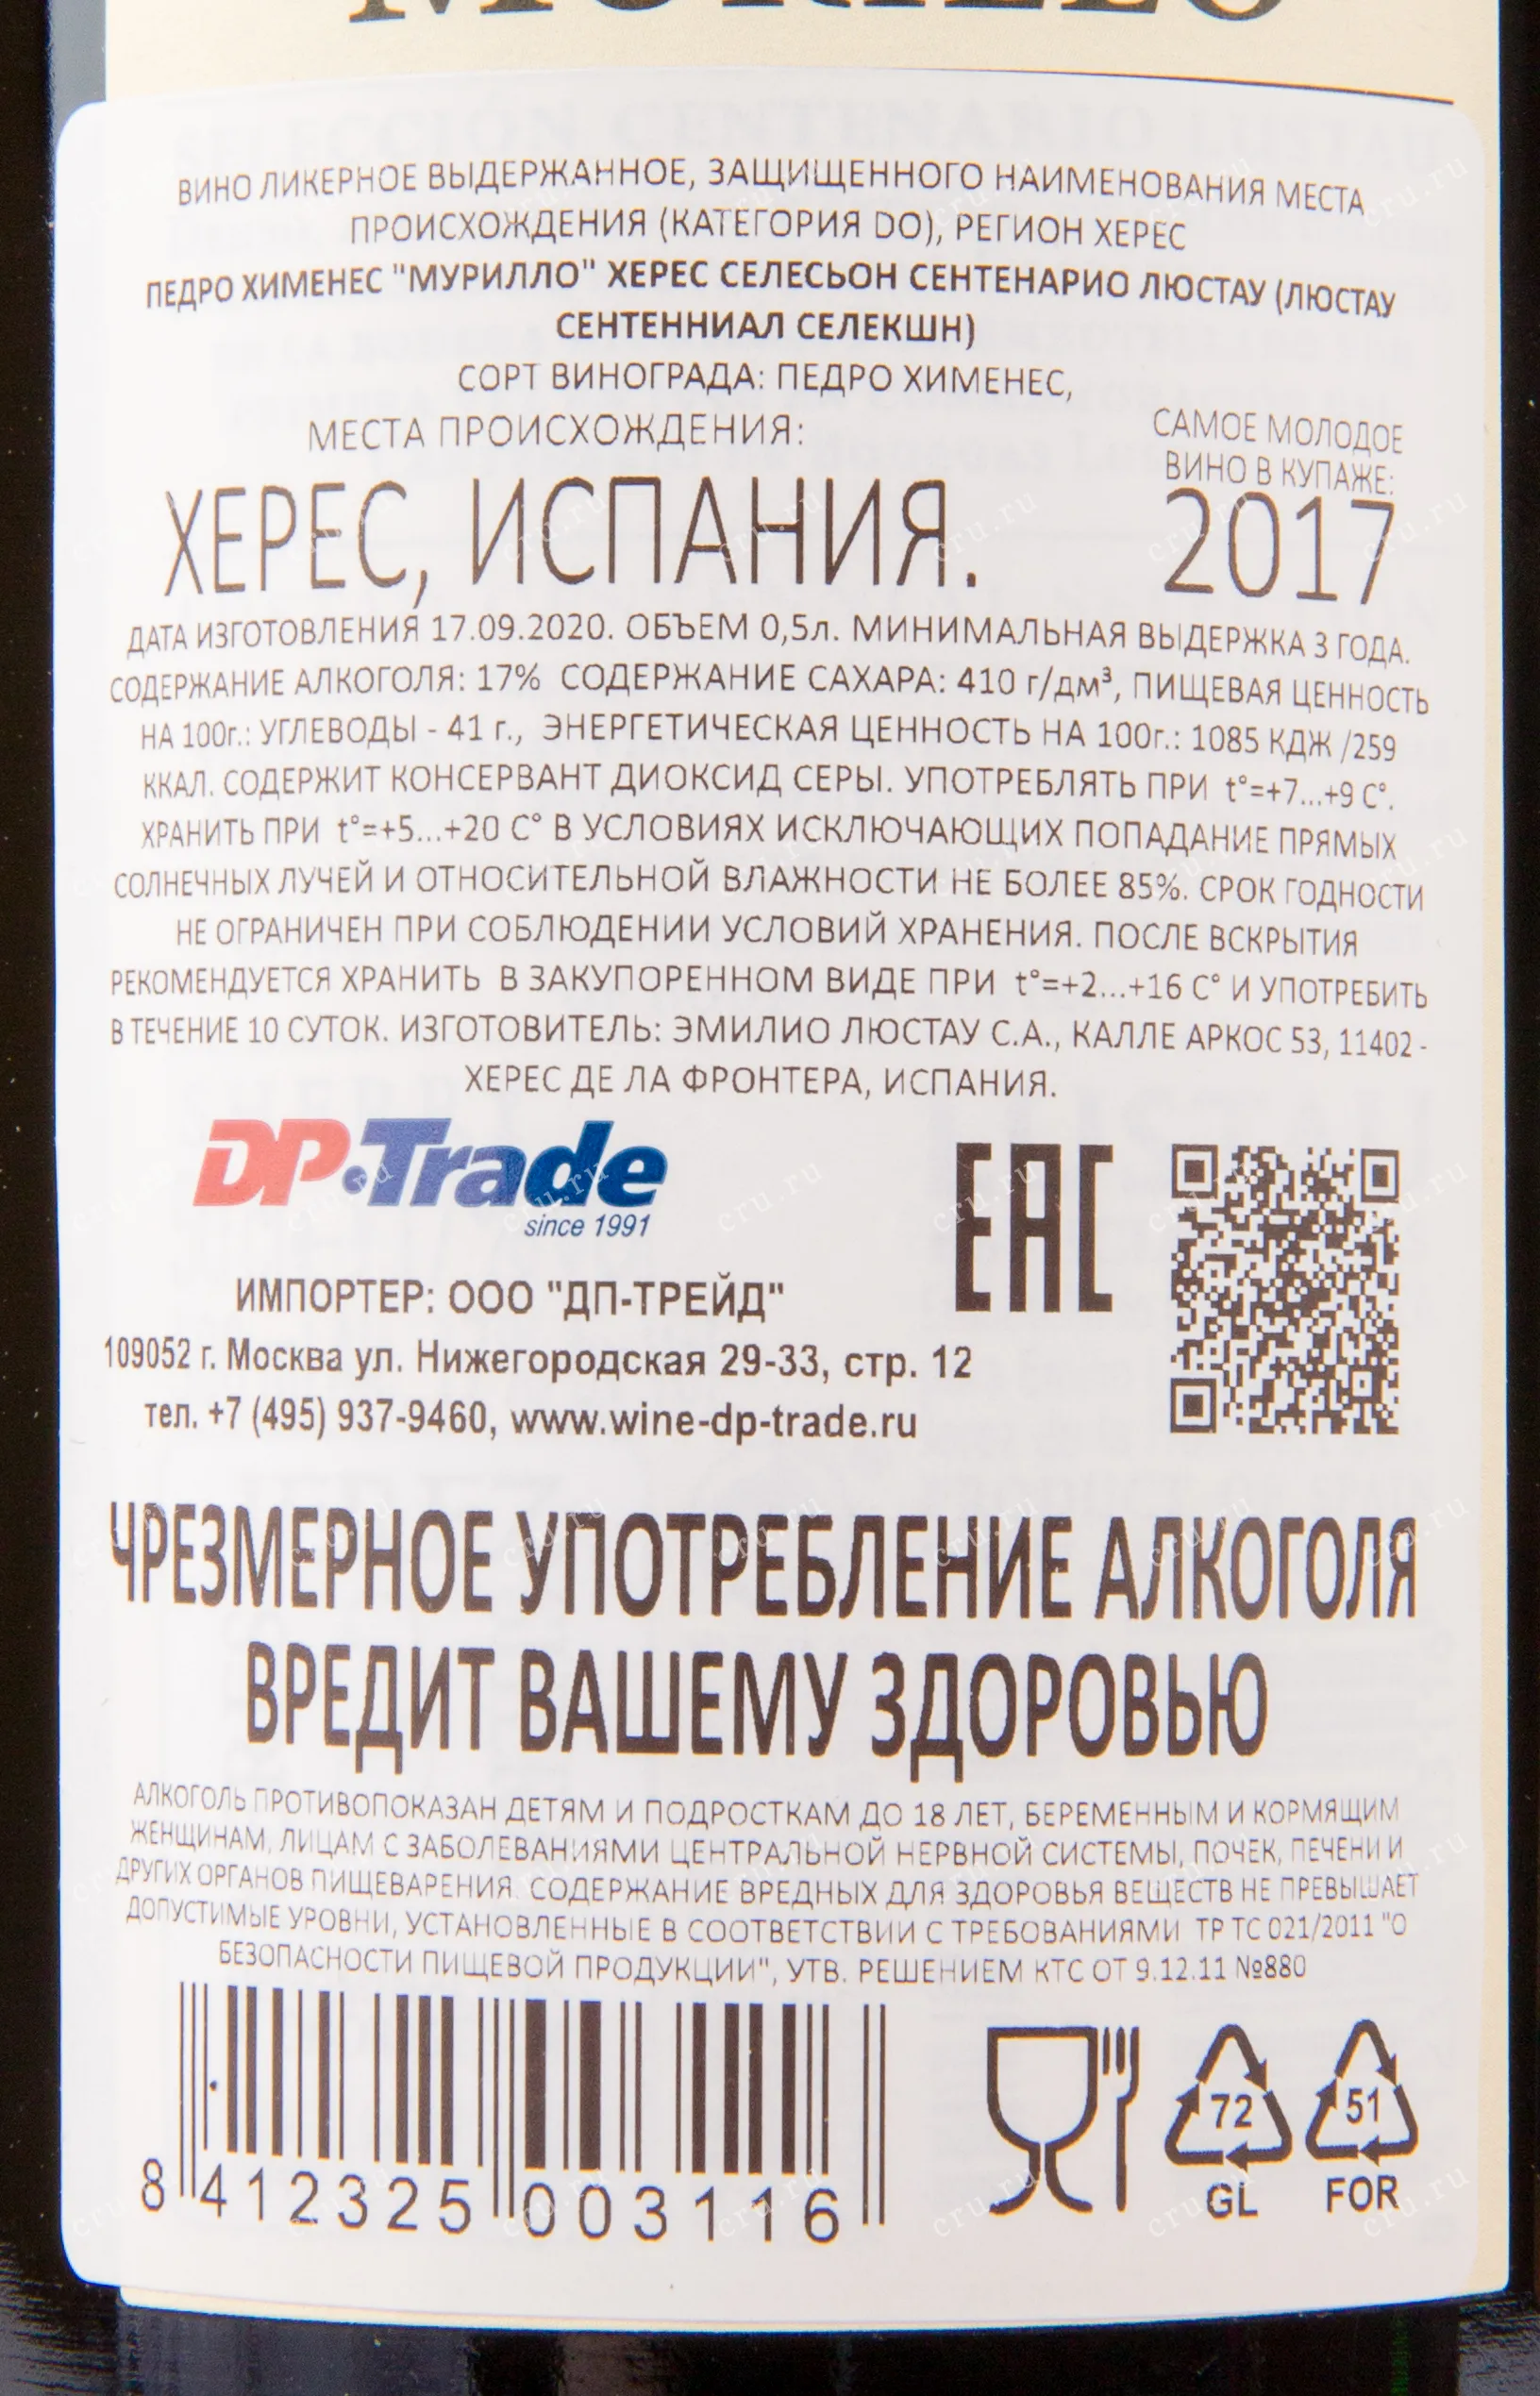 ВИНО ЛИКЕРНОЕ ВЫДЕРЖАННОЕ, ЗАЩИЩЕННОГО НАИМЕНОВАНИЯ МЕСТА
ПРОИСХОЖДЕНИЯ (КАТЕГОРИЯ DO), РЕГИОН ХЕРЕС
ПЕДРО ХИМЕНЕС "МУРИЛЛО" ХЕРЕС СЕЛЕСЬОН СЕНТЕНАРИО ЛЮСТАУ (ЛЮСТАУ
СЕНТЕННИАЛ СЕЛЕКШН)
СОРТ ВИНОГРАДА: ПЕДРО ХИМЕНЕС,
МЕСТА ПРОИСХОЖДЕНИЯ:
ХЕРЕС, ИСПАНИЯ.
САМОЕ МОЛОДОЕ
ВИНО В КУПАЖЕ:
2017
ДАТА ИЗГОТОВЛЕНИЯ 17.09.2020. ОБЪЕМ 0,5л. МИНИМАЛЬНАЯ ВЫДЕРЖКА 3 ГОДА.
СОДЕРЖАНИЕ АЛКОГОЛЯ: 17% СОДЕРЖАНИЕ САХАРА: 410 г/дм³, ПИЩЕВАЯ ЦЕННОСТЬ
НА 100г.: УГЛЕВОДЫ - 41 г., ЭНЕРГЕТИЧЕСКАЯ ЦЕННОСТЬ НА 100г.: 1085 КДЖ /259
ККАЛ. СОДЕРЖИТ КОНСЕРВАНТ ДИОКСИД СЕРЫ. УПОТРЕБЛЯТЬ ПРИ t°=+7...+9 С°.
ХРАНИТЬ ПРИ t°=+5...+20 С° В УСЛОВИЯХ ИСКЛЮЧАЮЩИХ ПОПАДАНИЕ ПРЯМЫХ
СОЛНЕЧНЫХ ЛУЧЕЙ И ОТНОСИТЕЛЬНОЙ ВЛАЖНОСТИ НЕ БОЛЕЕ 85%. СРОК ГОДНОСТИ
НЕ ОГРАНИЧЕН ПРИ СОБЛЮДЕНИИ УСЛОВИЙ ХРАНЕНИЯ. ПОСЛЕ ВСКРЫТИЯ
РЕКОМЕНДУЕТСЯ ХРАНИТЬ В ЗАКУПОРЕННОМ ВИДЕ ПРИ t°=+2...+16 С° И УПОТРЕБИТЬ
В ТЕЧЕНИЕ 10 СУТОК. ИЗГОТОВИТЕЛЬ: ЭМИЛИО ЛЮСТАУ С.А., КАЛЛЕ АРКОС 53, 11402 -
ХЕРЕС ДЕ ЛА ФРОНТЕРА, ИСПАНИЯ.
DP·Trade
since 1991
EAC
ИМПОРТЕР: ООО "ДП-ТРЕЙД"
109052 г. Москва ул. Нижегородская 29-33, стр. 12
тел. +7 (495) 937-9460, www.wine-dp-trade.ru
ЧРЕЗМЕРНОЕ УПОТРЕБЛЕНИЕ АЛКОГОЛЯ
ВРЕДИТ ВАШЕМУ ЗДОРОВЬЮ
АЛКОГОЛЬ ПРОТИВОПОКАЗАН ДЕТЯМ И ПОДРОСТКАМ ДО 18 ЛЕТ, БЕРЕМЕННЫМ И КОРМЯЩИМ
ЖЕНЩИНАМ, ЛИЦАМ С ЗАБОЛЕВАНИЯМИ ЦЕНТРАЛЬНОЙ НЕРВНОЙ СИСТЕМЫ, ПОЧЕК, ПЕЧЕНИ И
ДРУГИХ ОРГАНОВ ПИЩЕВАРЕНИЯ. СОДЕРЖАНИЕ ВРЕДНЫХ ДЛЯ ЗДОРОВЬЯ ВЕЩЕСТВ НЕ ПРЕВЫШАЕТ
ДОПУСТИМЫЕ УРОВНИ, УСТАНОВЛЕННЫЕ В СООТВЕТСТВИИ С ТРЕБОВАНИЯМИ ТР ТС 021/2011 "О
БЕЗОПАСНОСТИ ПИЩЕВОЙ ПРОДУКЦИИ", УТВ. РЕШЕНИЕМ КТС ОТ 9.12.11 №880
8 412325 003116
72
GL
51
FOR